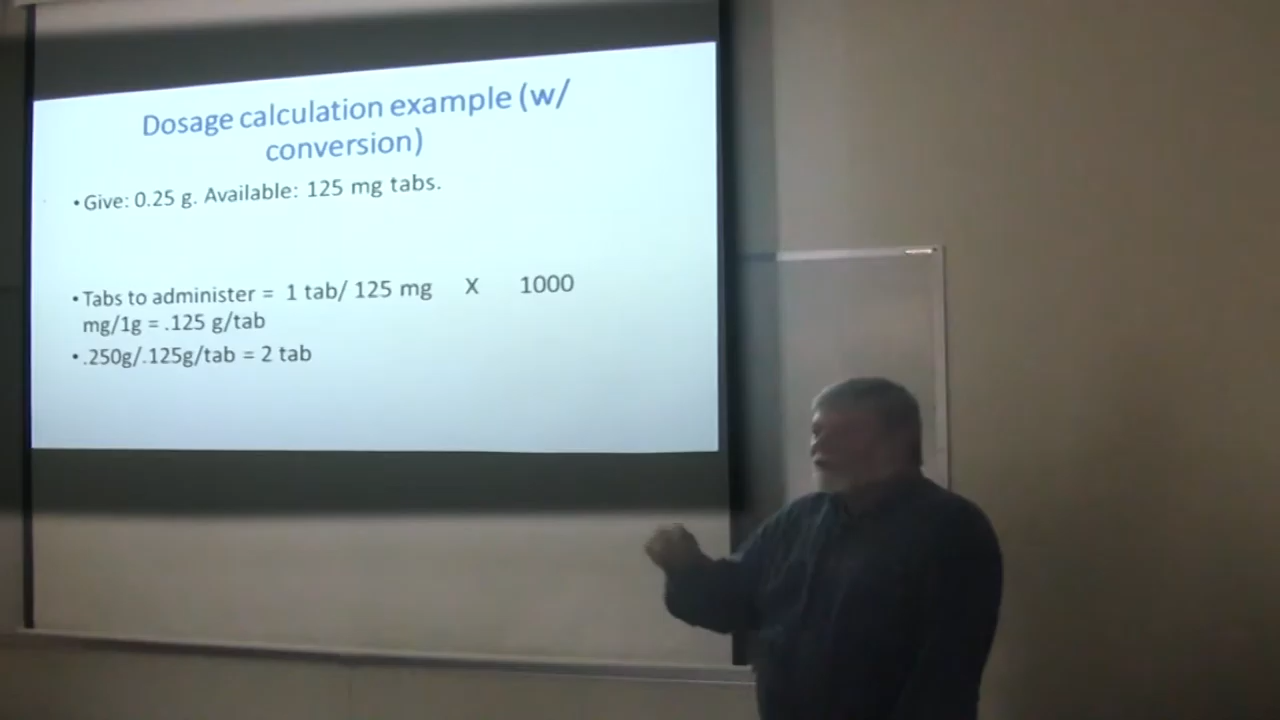 Dosage calculation example (w/
conversion)
• Give: 0.25 g. Available: 125 mg tabs.
• Tabs to administer = 1 tab/ 125 mg X 1000
mg/1g = .125 g/tab
• .250g/.125g/tab = 2 tab